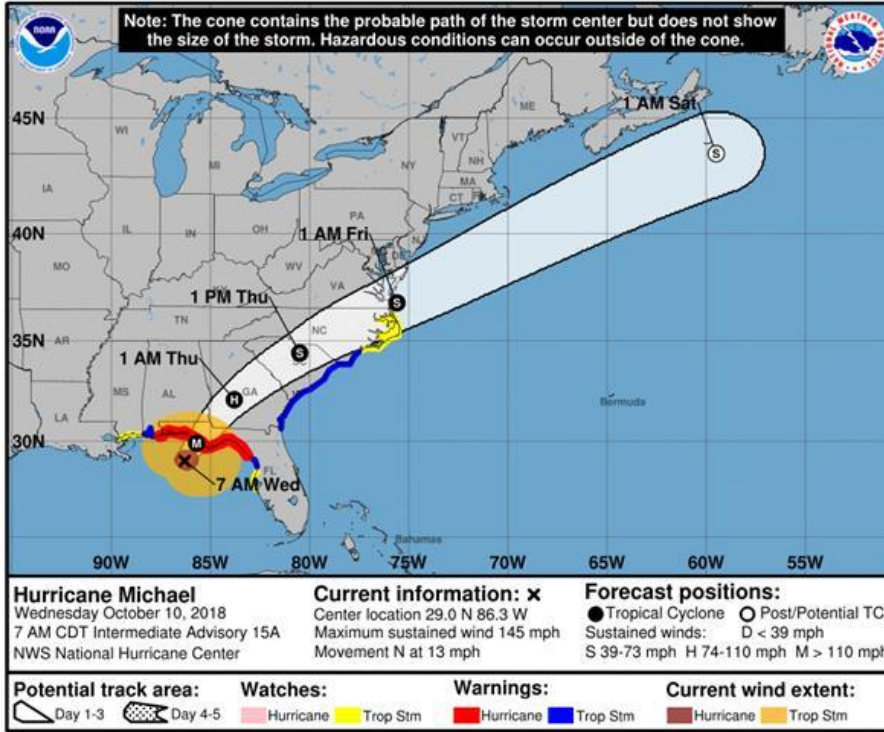 Note: The cone contains the probable path of the storm center but does not show
the size of the storm. Hazardous conditions can occur outside of the cone.
NOAA
NATIONAL WEATHER SERVICE
1 AM Sat
45N
ME
WI
VT
NH
MI
NY
MA
CT
IA
PA
40N
1 AM Fri
NJ
IL
IN
OH
DE
MO
WV
VA
1 PM Thu
S
TN
NC
35N
AR
S
SC
1 AM Thu
MS
AL
H
GA
LA
Bermuda
30N
M
7 AM Wed
FL
Bahamas
90W 85W 80W 75W 70W 65W 60W 55W
Hurricane Michael
Wednesday October 10, 2018
7 AM CDT Intermediate Advisory 15A
NWS National Hurricane Center
Current information: ×
Center location 29.0 N 86.3 W
Maximum sustained wind 145 mph
Movement N at 13 mph
Forecast positions:
Tropical Cyclone Post/Potential TC
Sustained winds: D < 39 mph
S 39-73 mph H 74-110 mph M > 110 mph
Potential track area:
Day 1-3 Day 4-5
Watches:
Hurricane Trop Stm
Warnings:
Hurricane Trop Stm
Current wind extent:
Hurricane Trop Stm